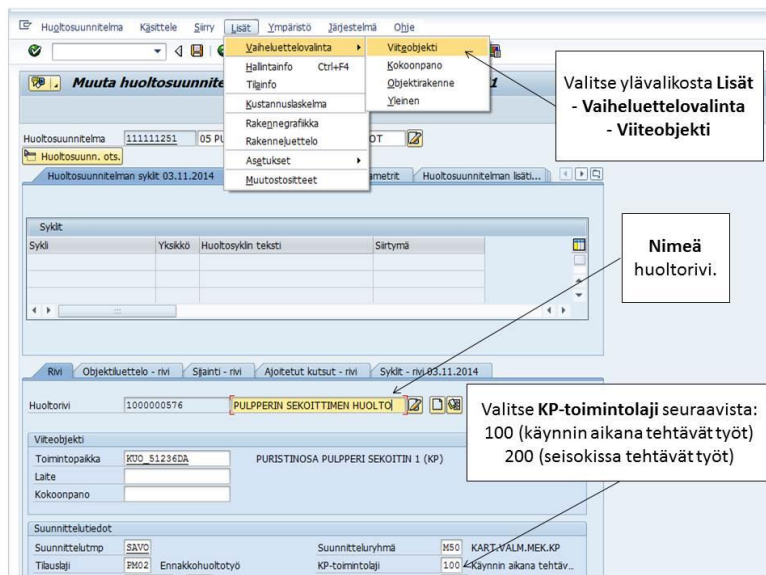 Huoltosuunnitelma Käsittele Siirry Lisät Ympäristö Järjestelmä Ohje
Vaiheluettelovalinta
Hallintainfo Ctrl+F4
Tilainfo
Kustannuslaskelma
Rakennegrafikka
Rakenneluettelo
Asetukset
Muutostositteet
Viiteobjekti
Kokoonpano
Objektirakenne
Yleinen
Valitse ylävalikosta Lisät
- Vaiheluettelovalinta
- Viiteobjekti
Muuta huoltosuunnite 1
Huoltosuunnitelma 111111251 05 PU OT
Huoltosuunn. ots.
Huoltosuunnitelman syklit 03.11.2014 ametrit Huoltosuunnitelman lisäti...
Syklit
Sykli Yksikkö Huoltosyklin teksti Siirtymä
Nimeä
huoltorivi.
Rivi Objektiluettelo - rivi Sijainti - rivi Ajoitetut kutsut - rivi Syklit - rivi 03.11.2014
Huoltorivi 1000000576 PULPPERIN SEKOITTIMEN HUOLTO
Valitse KP-toimintolaji seuraavista:
100 (käynnin aikana tehtävät työt)
200 (seisokissa tehtävät työt)
Viiteobjekti
Toimintopaikka KUO_51236DA PURISTINOSA PULPPERI SEKOITIN 1 (KP)
Laite
Kokoonpano
Suunnittelutiedot
Suunnittelutmp SAVO Suunnitteluryhmä M50 KART.VALM.MEK.KP
Tilauslaji PM02 Ennakkohuoltotyö KP-toimintolaji 100 Käynnin aikana tehtäv..